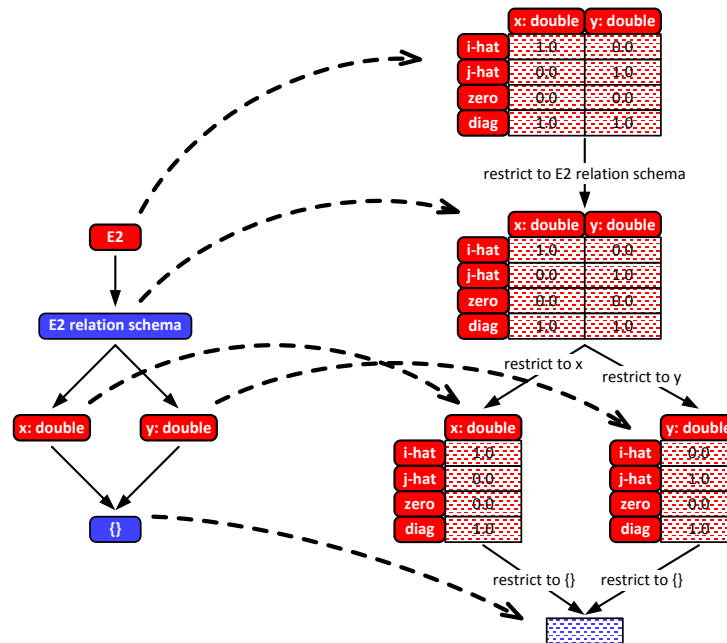 x: double y: double
i-hat 1.0 0.0
j-hat 0.0 1.0
zero 0.0 0.0
diag 1.0 1.0
restrict to E2 relation schema
E2
x: double y: double
i-hat 1.0 0.0
j-hat 0.0 1.0
zero 0.0 0.0
diag 1.0 1.0
E2 relation schema
restrict to x
restrict to y
x: double y: double
x: double y: double
i-hat 1.0 i-hat 0.0
j-hat 0.0 j-hat 1.0
zero 0.0 zero 0.0
diag 1.0 diag 1.0
{}
restrict to {} restrict to {}